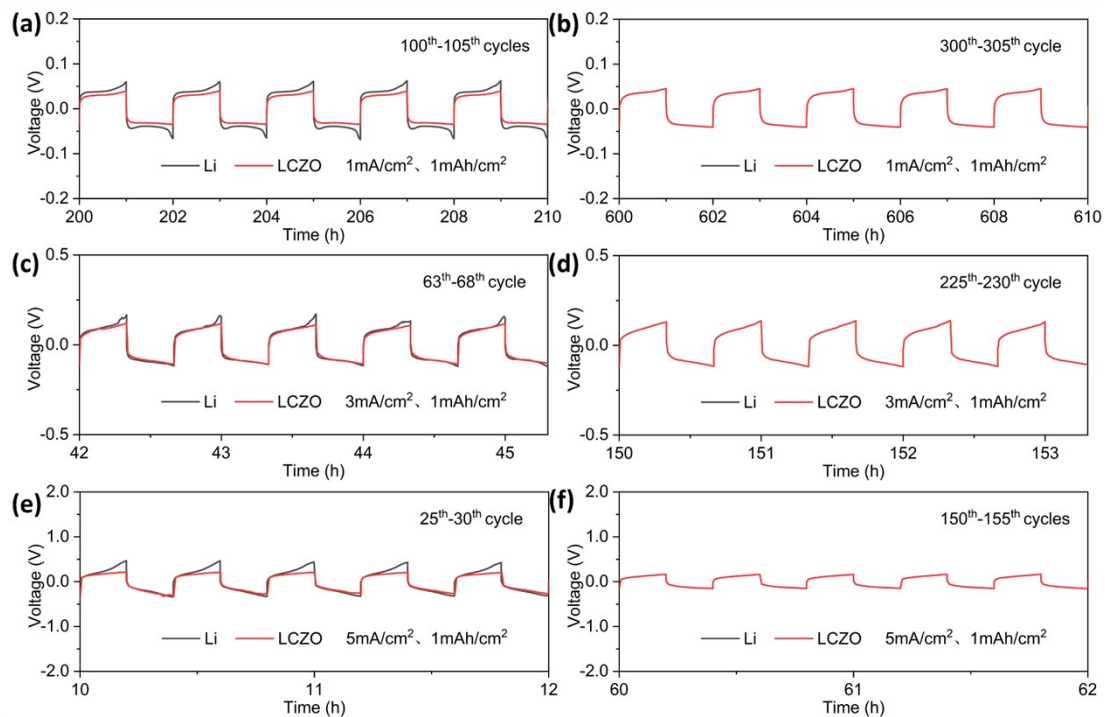 (a)
100th-105th cycles
0.2
0.1
0.0
0.1
0.2
Voltage (V)
Li LCZO 1mA/cm²、1mAh/cm²
200 202 204 206 208 210
Time (h)
(b)
300th-305th cycle
0.2
0.1
0.0
-0.1
-0.2
Voltage (V)
Li LCZO 1mA/cm²、1mAh/cm²
600 602 604 606 608 610
Time (h)
(c)
63th-68th cycle
0.5
0.0
-0.5
Voltage (V)
Li LCZO 3mA/cm²、1mAh/cm²
42 43 44 45
Time (h)
(d)
225th-230th cycle
0.5
0.0
-0.5
Voltage (V)
Li LCZO 3mA/cm²、1mAh/cm²
150 151 152 153
Time (h)
(e)
25th-30th cycle
2.0
1.0
0.0
-1.0
-2.0
Voltage (V)
Li LCZO 5mA/cm²、1mAh/cm²
10 11 12
Time (h)
(f)
150th-155th cycles
2.0
1.0
0.0
-1.0
-2.0
Voltage (V)
Li LCZO 5mA/cm²、1mAh/cm²
60 61 62
Time (h)